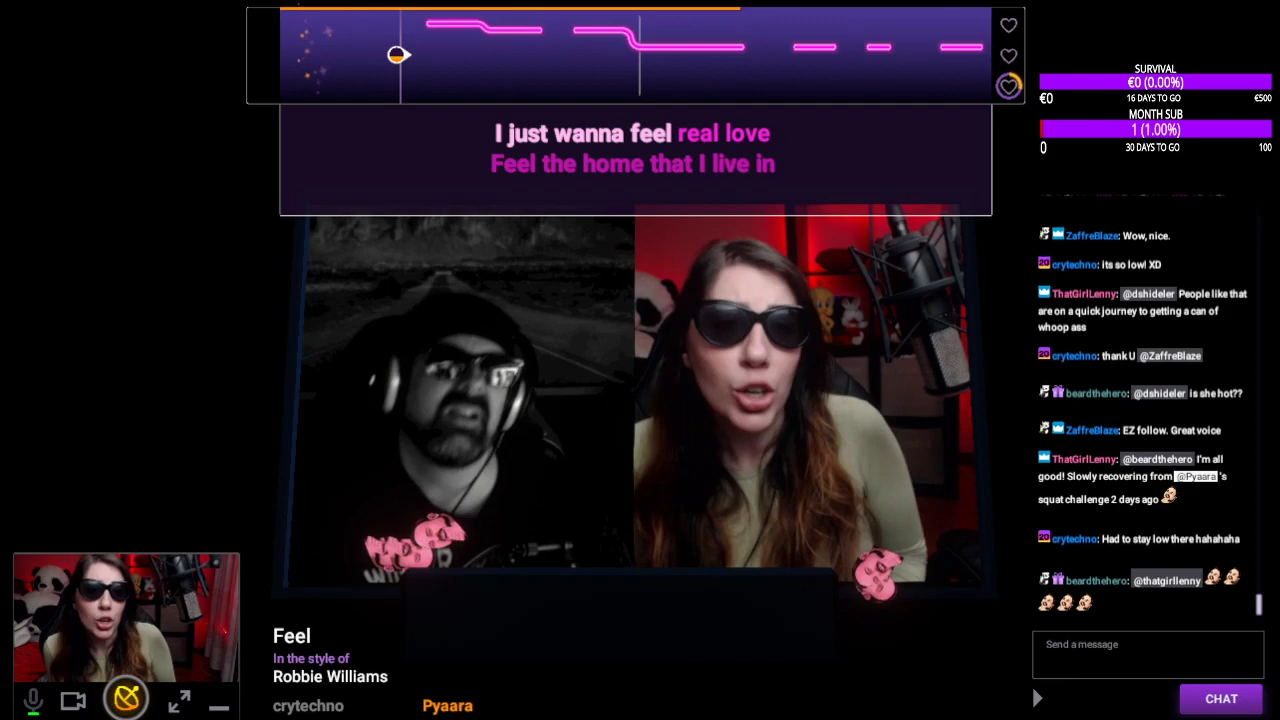 I just wanna feel real love
Feel the home that I live in
SURVIVAL
€0 (0.00%)
€0 16 DAYS TO GO €500
MONTH SUB
1 (1.00%)
0 30 DAYS TO GO 100
ZaffreBlaze: Wow, nice.
20 crytechno: its so low! XD
ThatGirlLenny: @dshideler People like that
are on a quick journey to getting a can of
whoop ass
20 crytechno: thank U @ZaffreBlaze
beardthehero: @dshideler is she hot??
ZaffreBlaze: EZ follow. Great voice
ThatGirlLenny: @beardthehero I'm all
good! Slowly recovering from @Pyaara 's
squat challenge 2 days ago
20 crytechno: Had to stay low there hahahaha
beardthehero: @thatgirllenny
Send a message
CHAT
Feel
In the style of
Robbie Williams
crytechno Pyaara